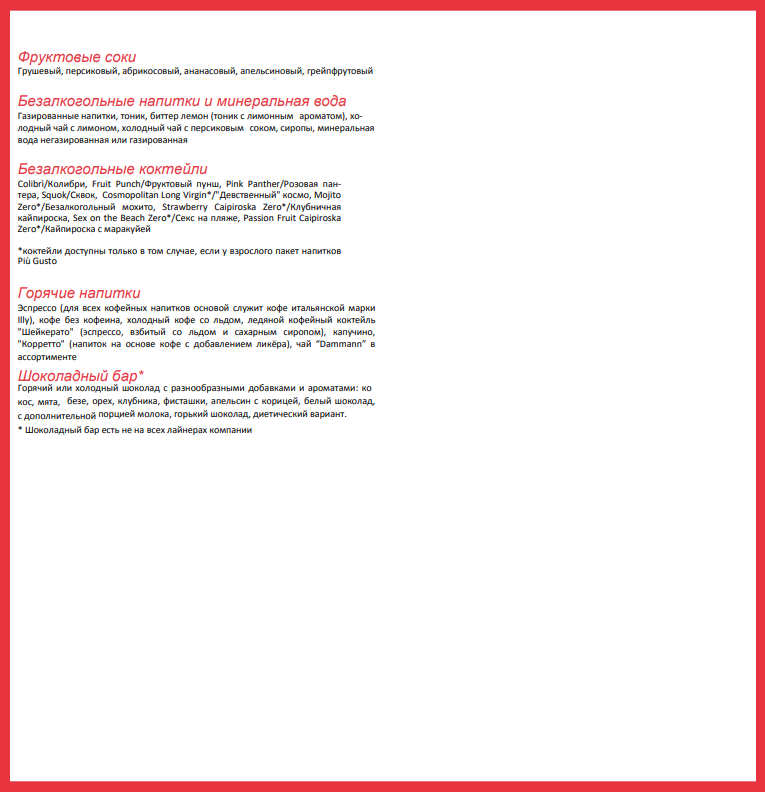 Фруктовые соки
Грушевый, персиковый, абрикосовый, ананасовый, апельсиновый, грейпфрутовый
Безалкогольные напитки и минеральная вода
Газированные напитки, тоник, биттер лемон (тоник с лимонным ароматом), хо-
лодный чай с лимоном, холодный чай с персиковым соком, сиропы, минеральная
вода негазированная или газированная
Безалкогольные коктейли
Colibrì/Колибри, Fruit Punch/Фруктовый пунш, Pink Panther/Розовая пан-
тера, Squok/Сквок, Cosmopolitan Long Virgin*/"Девственный" космо, Mojito
Zero*/Безалкогольный мохито, Strawberry Caipiroska Zero*/Клубничная
кайпироска, Sex on the Beach Zero*/Секс на пляже, Passion Fruit Caipiroska
Zero*/Кайпироска с маракуйей
*коктейли доступны только в том случае, если у взрослого пакет напитков
Più Gusto
Горячие напитки
Эспрессо (для всех кофейных напитков основой служит кофе итальянской марки
Illy), кофе без кофеина, холодный кофе со льдом, ледяной кофейный коктейль
"Шейкерато" (эспрессо, взбитый со льдом и сахарным сиропом), капучино,
"Корретто" (напиток на основе кофе с добавлением ликёра), чай “Dammann” в
ассортименте
Шоколадный бар*
Горячий или холодный шоколад с разнообразными добавками и ароматами: ко
кос, мята, безе, орех, клубника, фисташки, апельсин с корицей, белый шоколад,
с дополнительной порцией молока, горький шоколад, диетический вариант.
* Шоколадный бар есть не на всех лайнерах компании